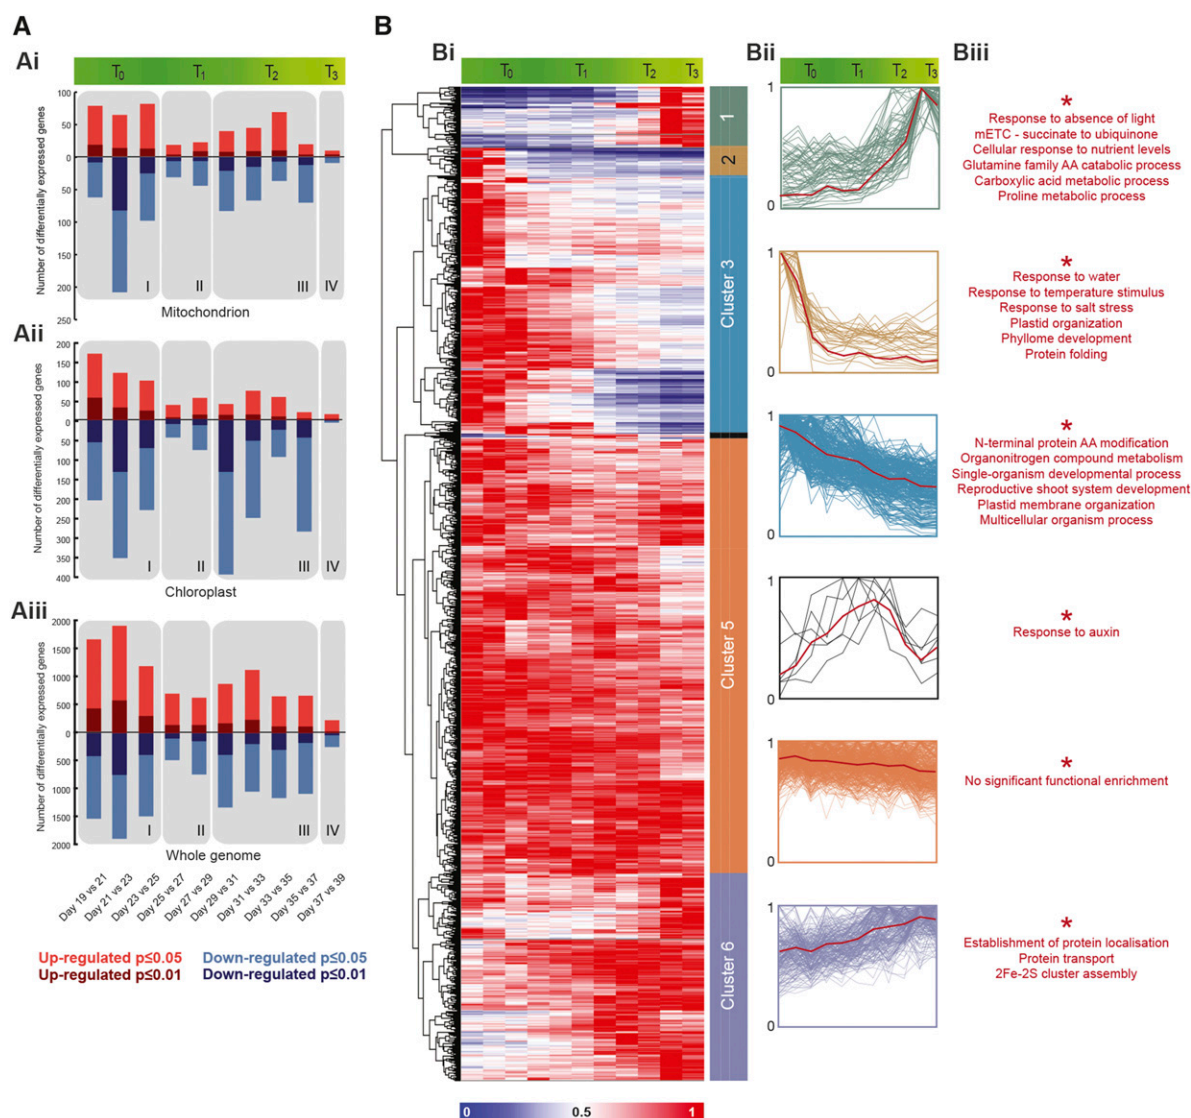 A
Ai
T0 T1 T2 T3
Number of differentially expressed genes
100
50
0
50
100
150
200
250
I II III IV
Mitochondrion
Aii
Number of differentially expressed genes
200
150
100
50
0
50
100
150
200
250
300
350
400
I II III IV
Chloroplast
Aiii
Number of differentially expressed genes
2000
1500
1000
500
0
500
1000
1500
2000
I II III IV
Whole genome
Day 19 vs 21
Day 21 vs 23
Day 23 vs 25
Day 25 vs 27
Day 27 vs 29
Day 29 vs 31
Day 31 vs 33
Day 33 vs 35
Day 35 vs 37
Day 37 vs 39
Up-regulated p≤0.05
Down-regulated p≤0.05
Up-regulated p≤0.01
Down-regulated p≤0.01
B
Bi
T0 T1 T2 T3
1
2
Cluster 3
Cluster 5
Cluster 6
0 0.5 1
Bii
T0 T1 T2 T3
1
0
1
0
1
0
1
0
1
0
1
0
Biii
*
Response to absence of light
mETC - succinate to ubiquinone
Cellular response to nutrient levels
Glutamine family AA catabolic process
Carboxylic acid metabolic process
Proline metabolic process
*
Response to water
Response to temperature stimulus
Response to salt stress
Plastid organization
Phyllome development
Protein folding
*
N-terminal protein AA modification
Organonitrogen compound metabolism
Single-organism developmental process
Reproductive shoot system development
Plastid membrane organization
Multicellular organism process
*
Response to auxin
*
No significant functional enrichment
*
Establishment of protein localisation
Protein transport
2Fe-2S cluster assembly